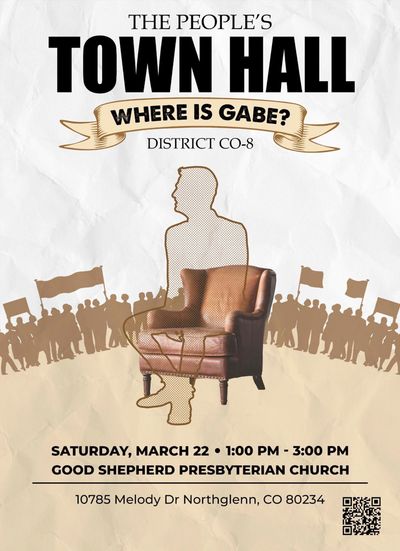 THE PEOPLE'S
TOWN HALL
WHERE IS GABE?
DISTRICT CO-8
SATURDAY, MARCH 22 • 1:00 PM - 3:00 PM
GOOD SHEPHERD PRESBYTERIAN CHURCH
10785 Melody Dr Northglenn, CO 80234